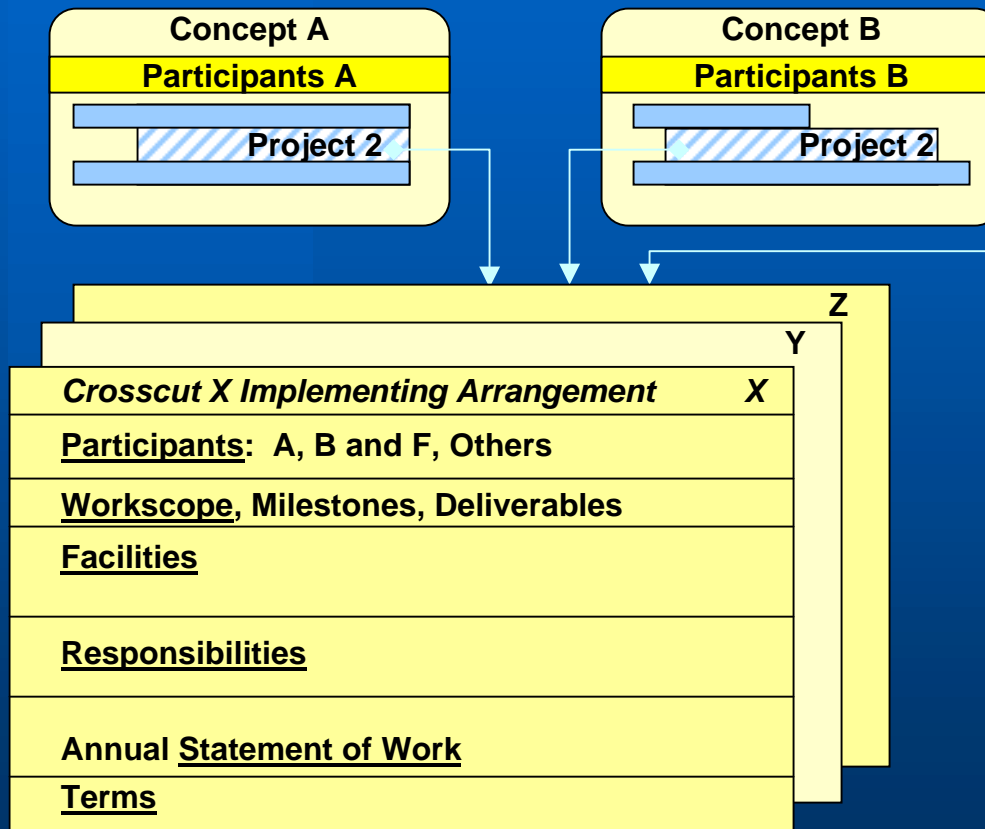 Concept A
Participants A
Project 2
Concept B
Participants B
Project 2
Z
Y
Crosscut X Implementing Arrangement X
Participants: A, B and F, Others
Workscope, Milestones, Deliverables
Facilities
Responsibilities
Annual Statement of Work
Terms